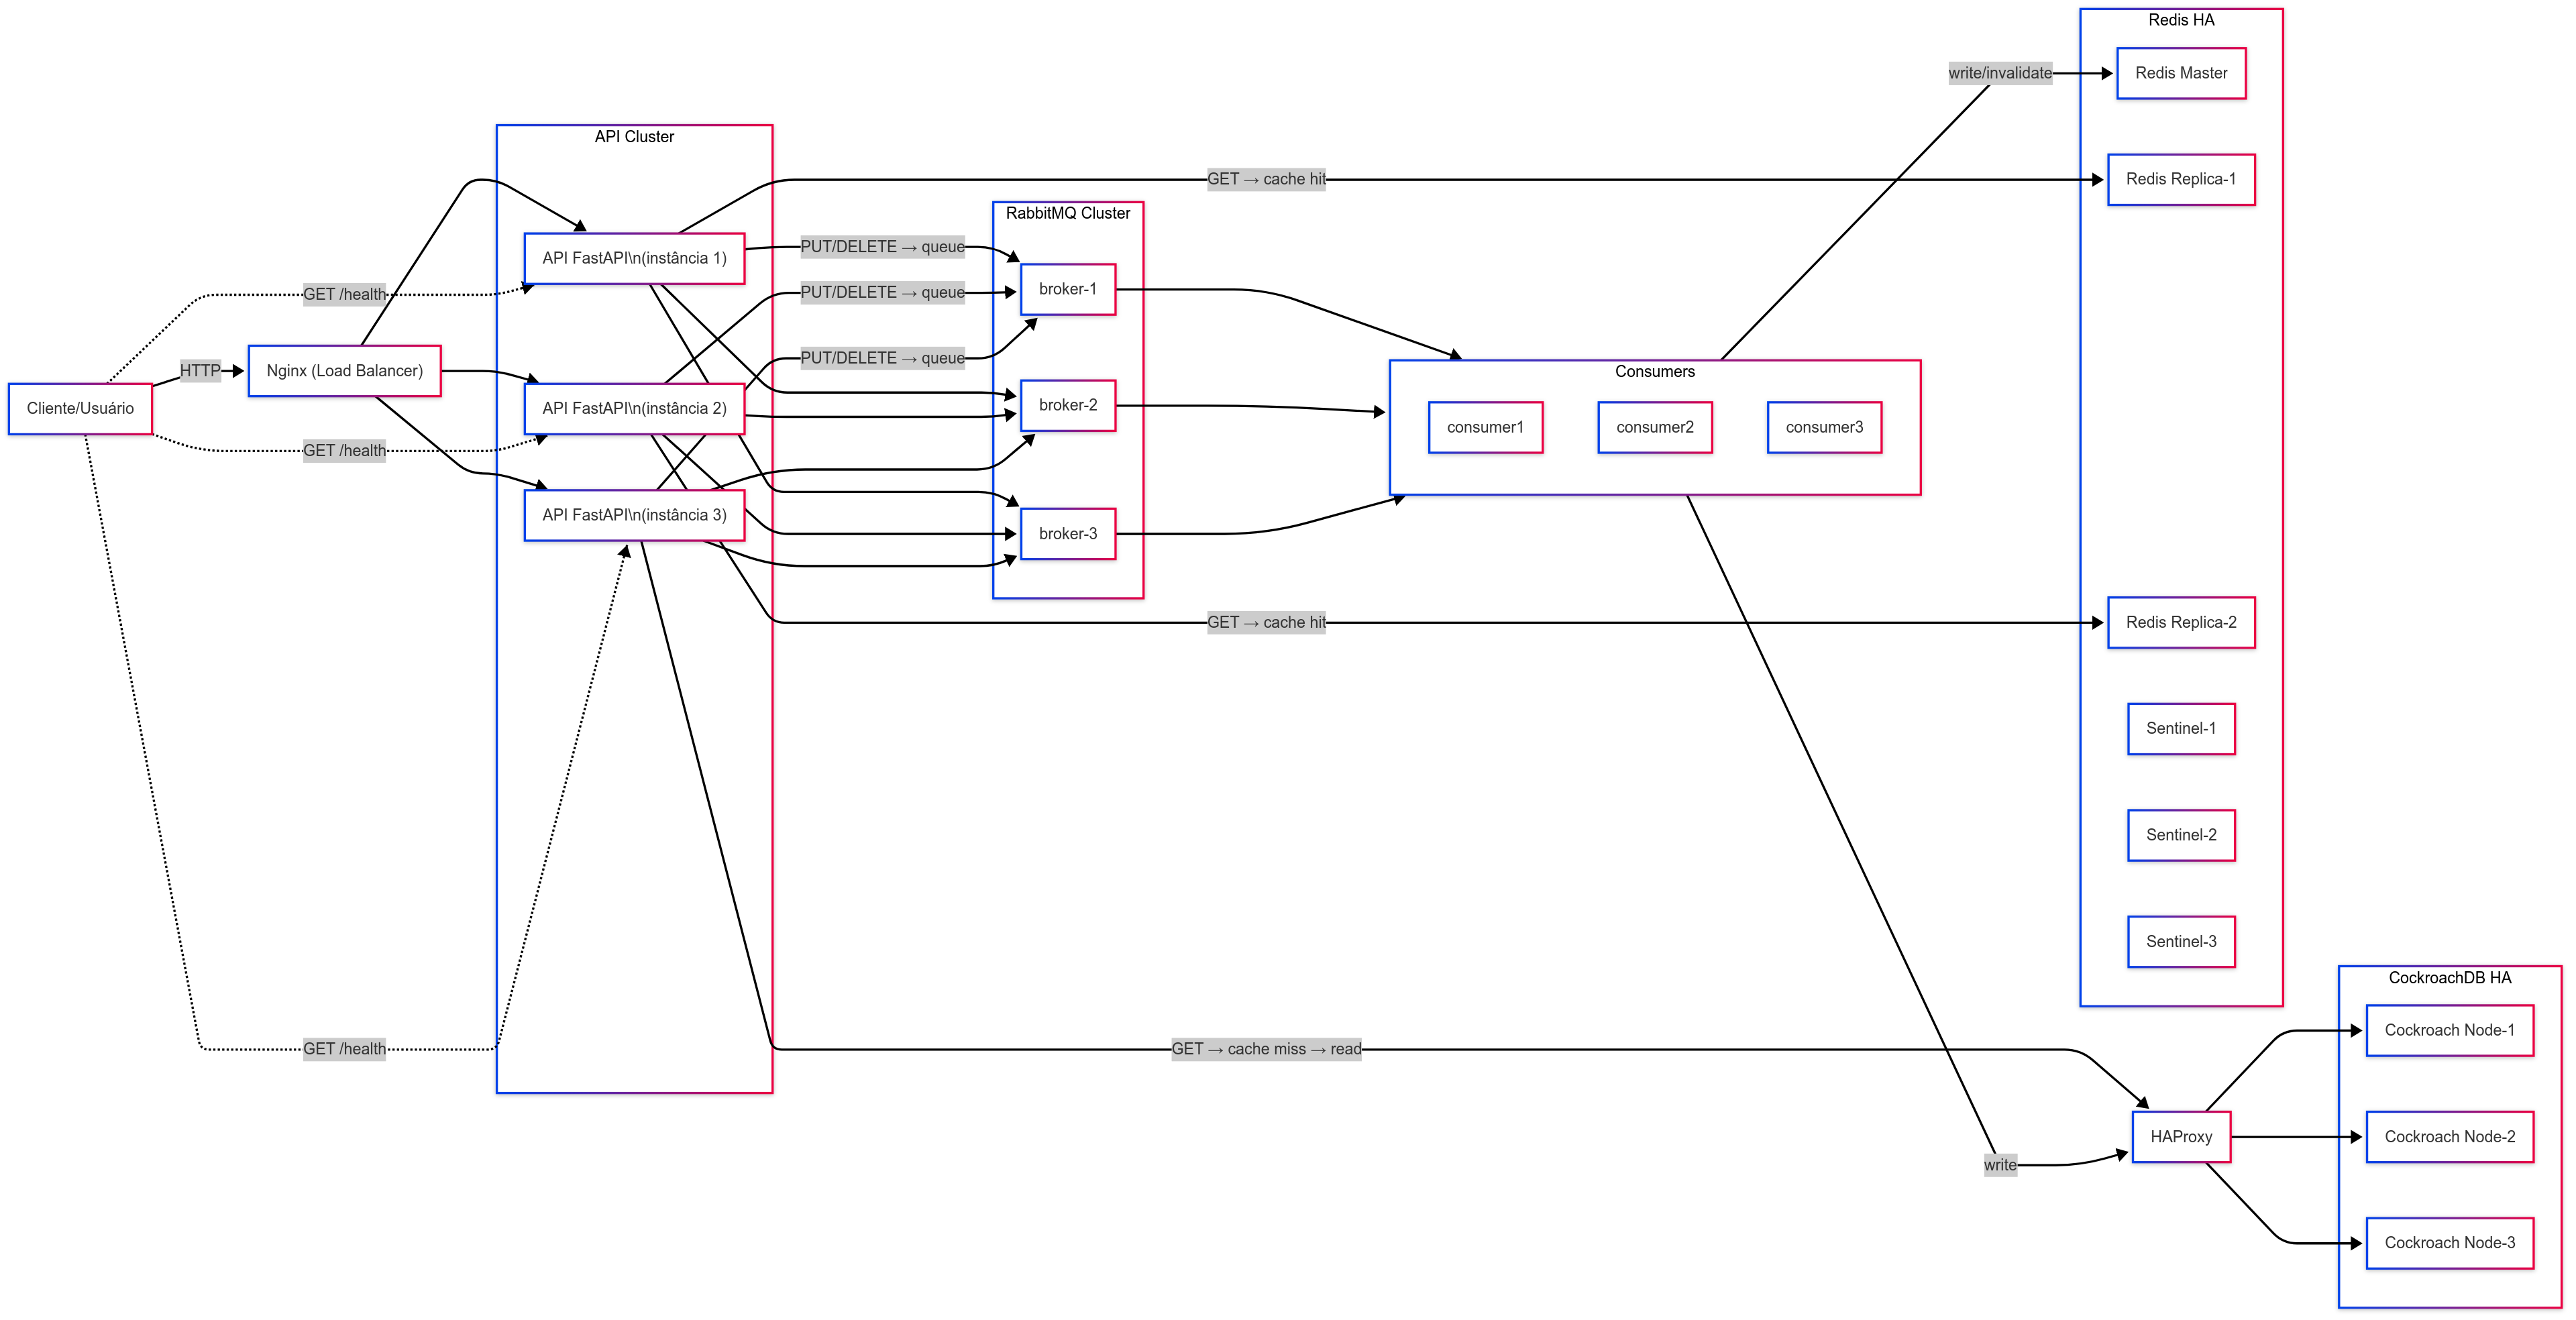 Cliente/Usuário
HTTP
Nginx (Load Balancer)
GET /health
GET /health
GET /health
API Cluster
API FastAPI\n(instância 1)
API FastAPI\n(instância 2)
API FastAPI\n(instância 3)
PUT/DELETE → queue
PUT/DELETE → queue
PUT/DELETE → queue
RabbitMQ Cluster
broker-1
broker-2
broker-3
GET → cache hit
GET → cache hit
GET → cache miss → read
Consumers
consumer1
consumer2
consumer3
write/invalidate
write
Redis HA
Redis Master
Redis Replica-1
Redis Replica-2
Sentinel-1
Sentinel-2
Sentinel-3
HAProxy
CockroachDB HA
Cockroach Node-1
Cockroach Node-2
Cockroach Node-3